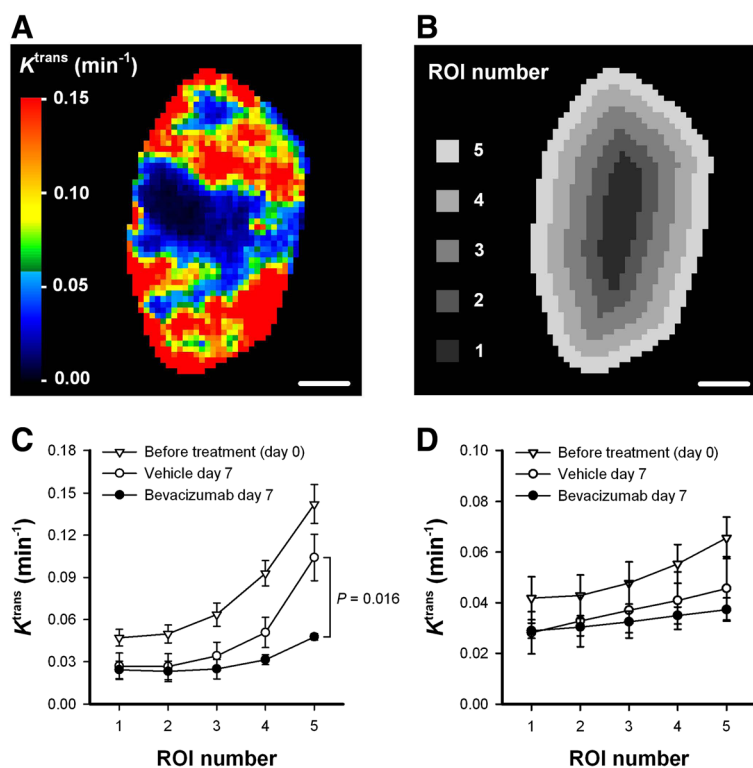 A
K^trans (min^-1)
0.15
0.10
0.05
0.00
B
ROI number
5
4
3
2
1
C
0.18
0.15
0.12
0.09
0.06
0.03
0.00
K^trans (min^-1)
Before treatment (day 0)
Vehicle day 7
Bevacizumab day 7
P = 0.016
1 2 3 4 5
ROI number
D
0.10
0.08
0.06
0.04
0.02
0.00
K^trans (min^-1)
Before treatment (day 0)
Vehicle day 7
Bevacizumab day 7
1 2 3 4 5
ROI number